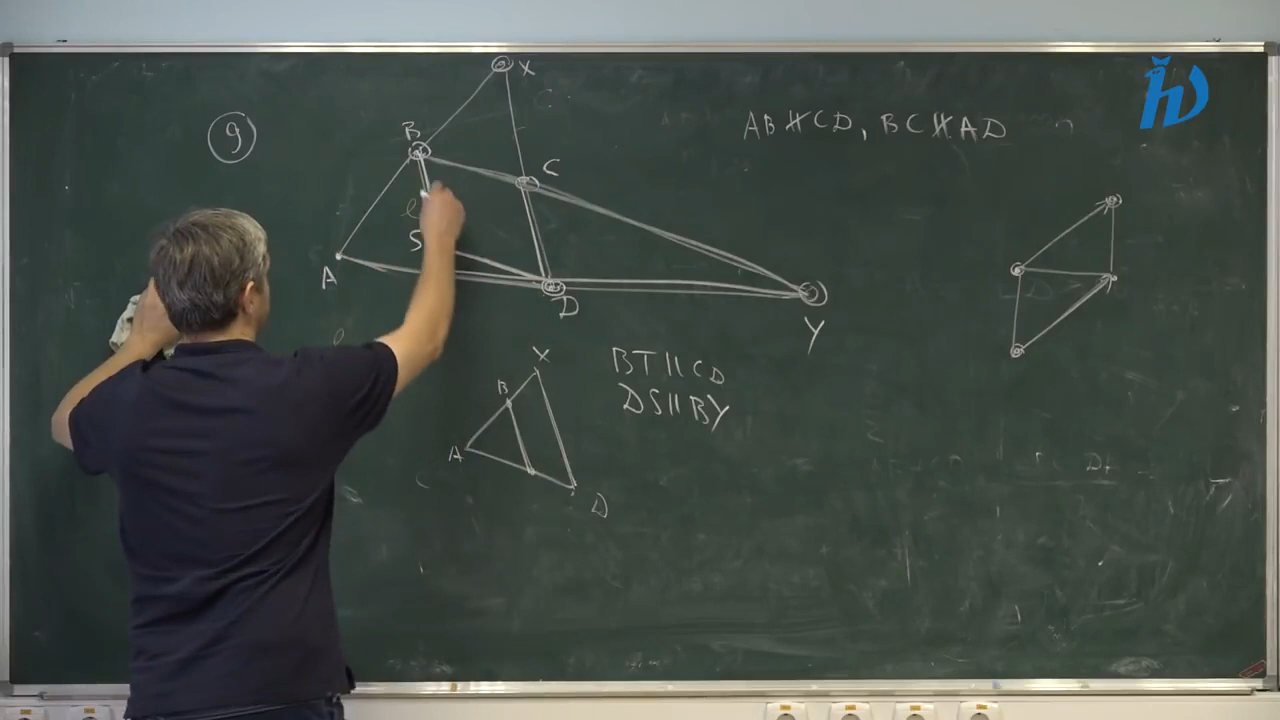 9
X
B
C
AB ∦ CD, BC ∦ AD
S
A
D
Y
X
BT || CD
B
DS || BY
A
D